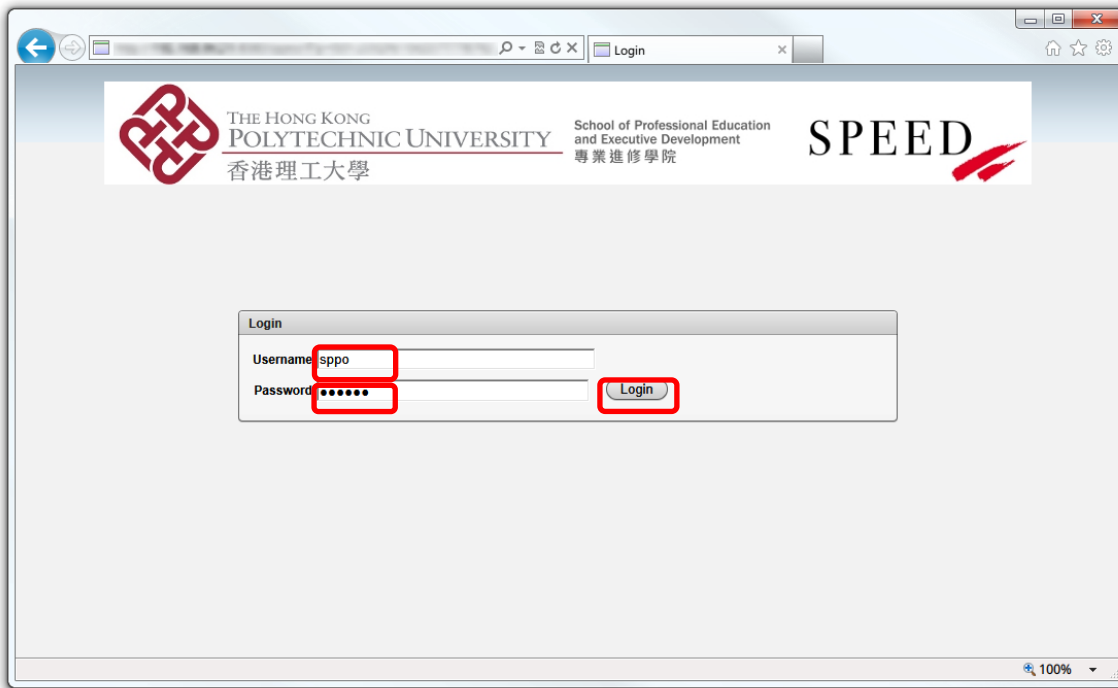 Login
THE HONG KONG
POLYTECHNIC UNIVERSITY
香港理工大學
School of Professional Education
and Executive Development
專業進修學院
SPEED
Login
Username sppo
Password ●●●●●● Login
100%